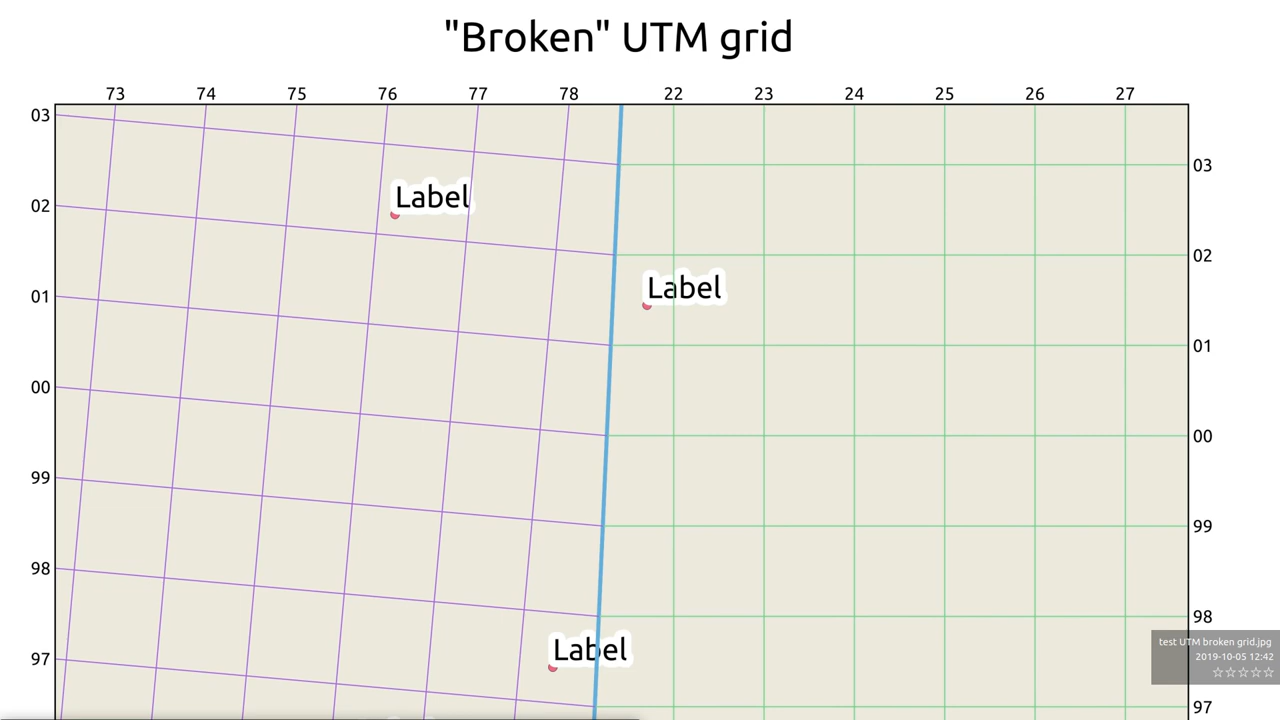 "Broken" UTM grid
73 74 75 76 77 78 22 23 24 25 26 27
03
03
Label
02
02
Label
01
01
00
00
99
99
98
98
Label
test UTM broken grid.jpg
97
2019-10-05 12:42
97